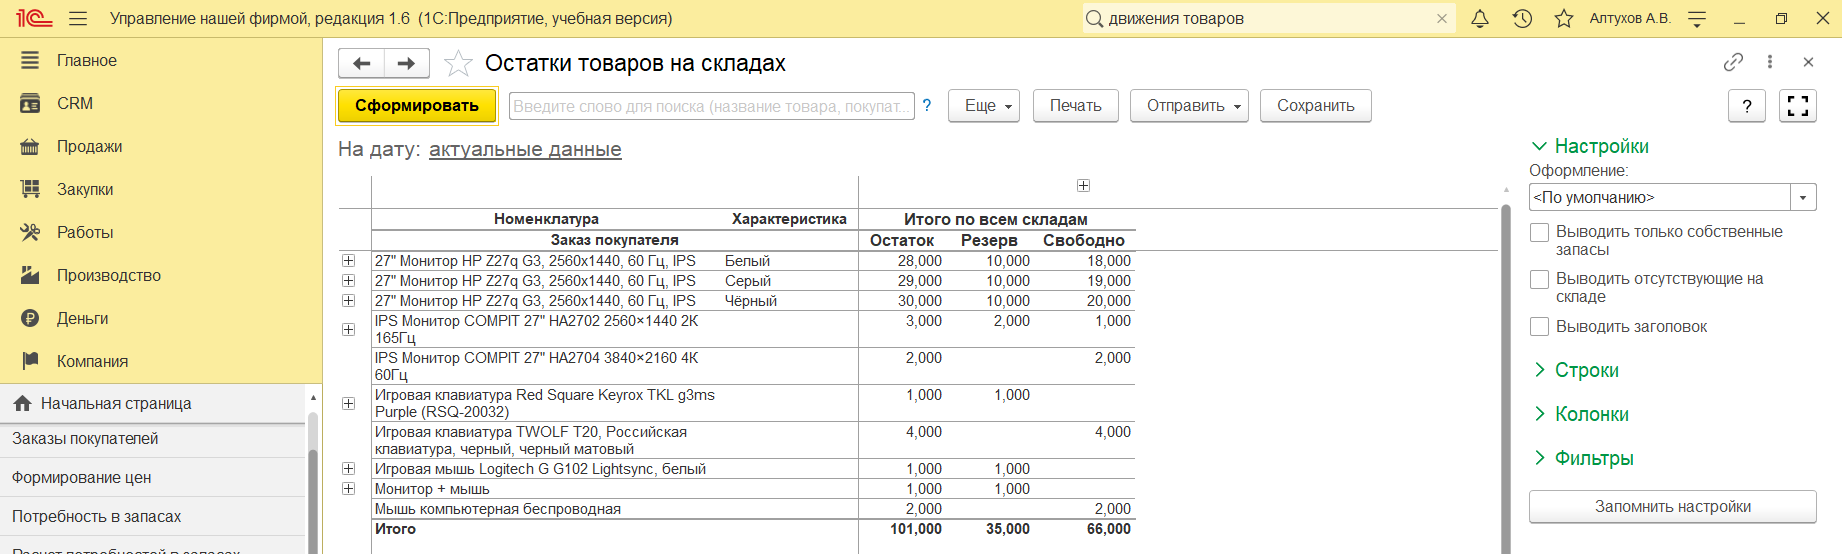 1С Управление нашей фирмой, редакция 1.6 (1С:Предприятие, учебная версия) движения товаров Алтухов А.В.
Главное
CRM
Продажи
Закупки
Работы
Производство
Деньги
Компания
Начальная страница
Заказы покупателей
Формирование цен
Потребность в запасах
Остатки товаров на складах
Сформировать Введите слово для поиска (название товара, покупат... ? Еще Печать Отправить Сохранить ?
На дату: актуальные данные
Номенклатура Характеристика Итого по всем складам
Заказ покупателя Остаток Резерв Свободно
27" Монитор HP Z27q G3, 2560x1440, 60 Гц, IPS Белый 28,000 10,000 18,000
27" Монитор HP Z27q G3, 2560x1440, 60 Гц, IPS Серый 29,000 10,000 19,000
27" Монитор HP Z27q G3, 2560x1440, 60 Гц, IPS Чёрный 30,000 10,000 20,000
IPS Монитор COMPIT 27" HA2702 2560×1440 2K 3,000 2,000 1,000
165Гц
IPS Монитор COMPIT 27" HA2704 3840×2160 4K 2,000 2,000
60Гц
Игровая клавиатура Red Square Keyrox TKL g3ms 1,000 1,000
Purple (RSQ-20032)
Игровая клавиатура TWOLF T20, Российская 4,000 4,000
клавиатура, черный, черный матовый
Игровая мышь Logitech G G102 Lightsync, белый 1,000 1,000
Монитор + мышь 1,000 1,000
Мышь компьютерная беспроводная 2,000 2,000
Итого 101,000 35,000 66,000
Настройки
Оформление:
<По умолчанию>
Выводить только собственные
запасы
Выводить отсутствующие на
складе
Выводить заголовок
Строки
Колонки
Фильтры
Запомнить настройки